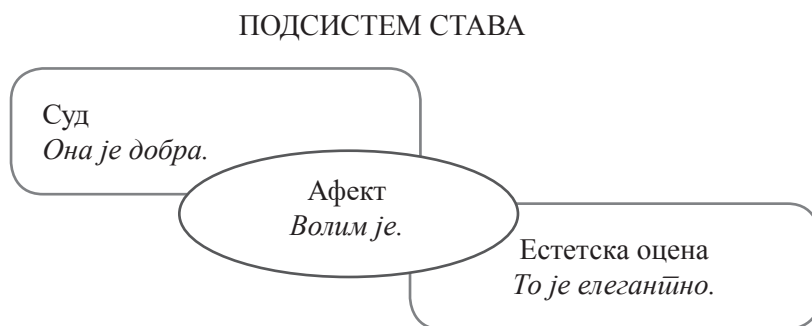 ПОДСИСТЕМ СТАВА
Суд
Она је добра.
Афект
Волим је.
Естетска оцена
То је елегантно.